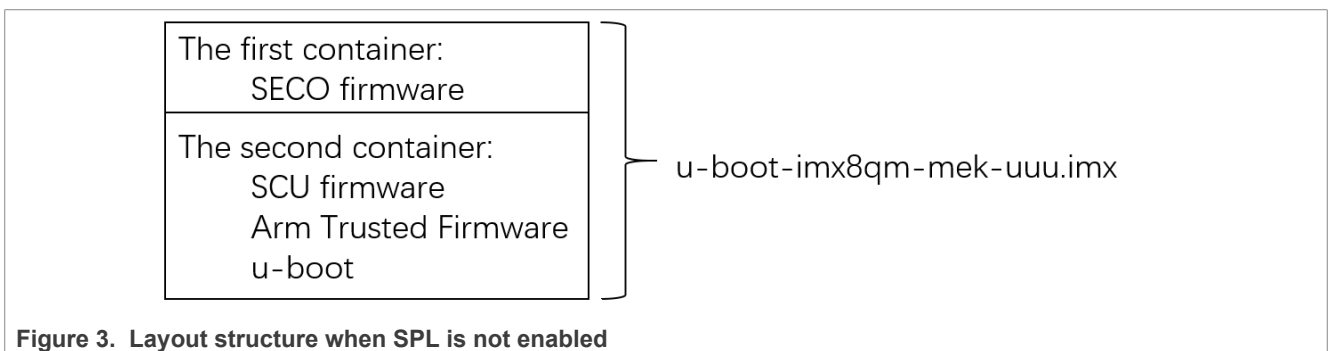 The first container:
SECO firmware
The second container:
SCU firmware
Arm Trusted Firmware
u-boot
u-boot-imx8qm-mek-uuu.imx
Figure 3. Layout structure when SPL is not enabled